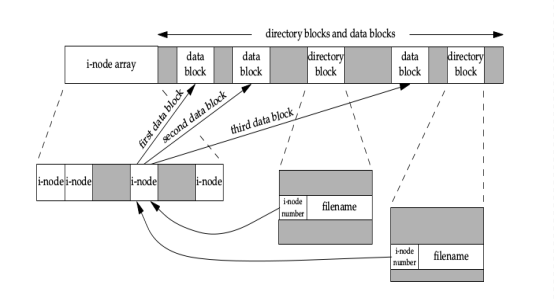 directory blocks and data blocks
i-node array
data
block
data
block
directory
block
data
block
directory
block
first data block
second data block
third data block
i-node
i-node
i-node
i-node
i-node
number
filename
i-node
number
filename